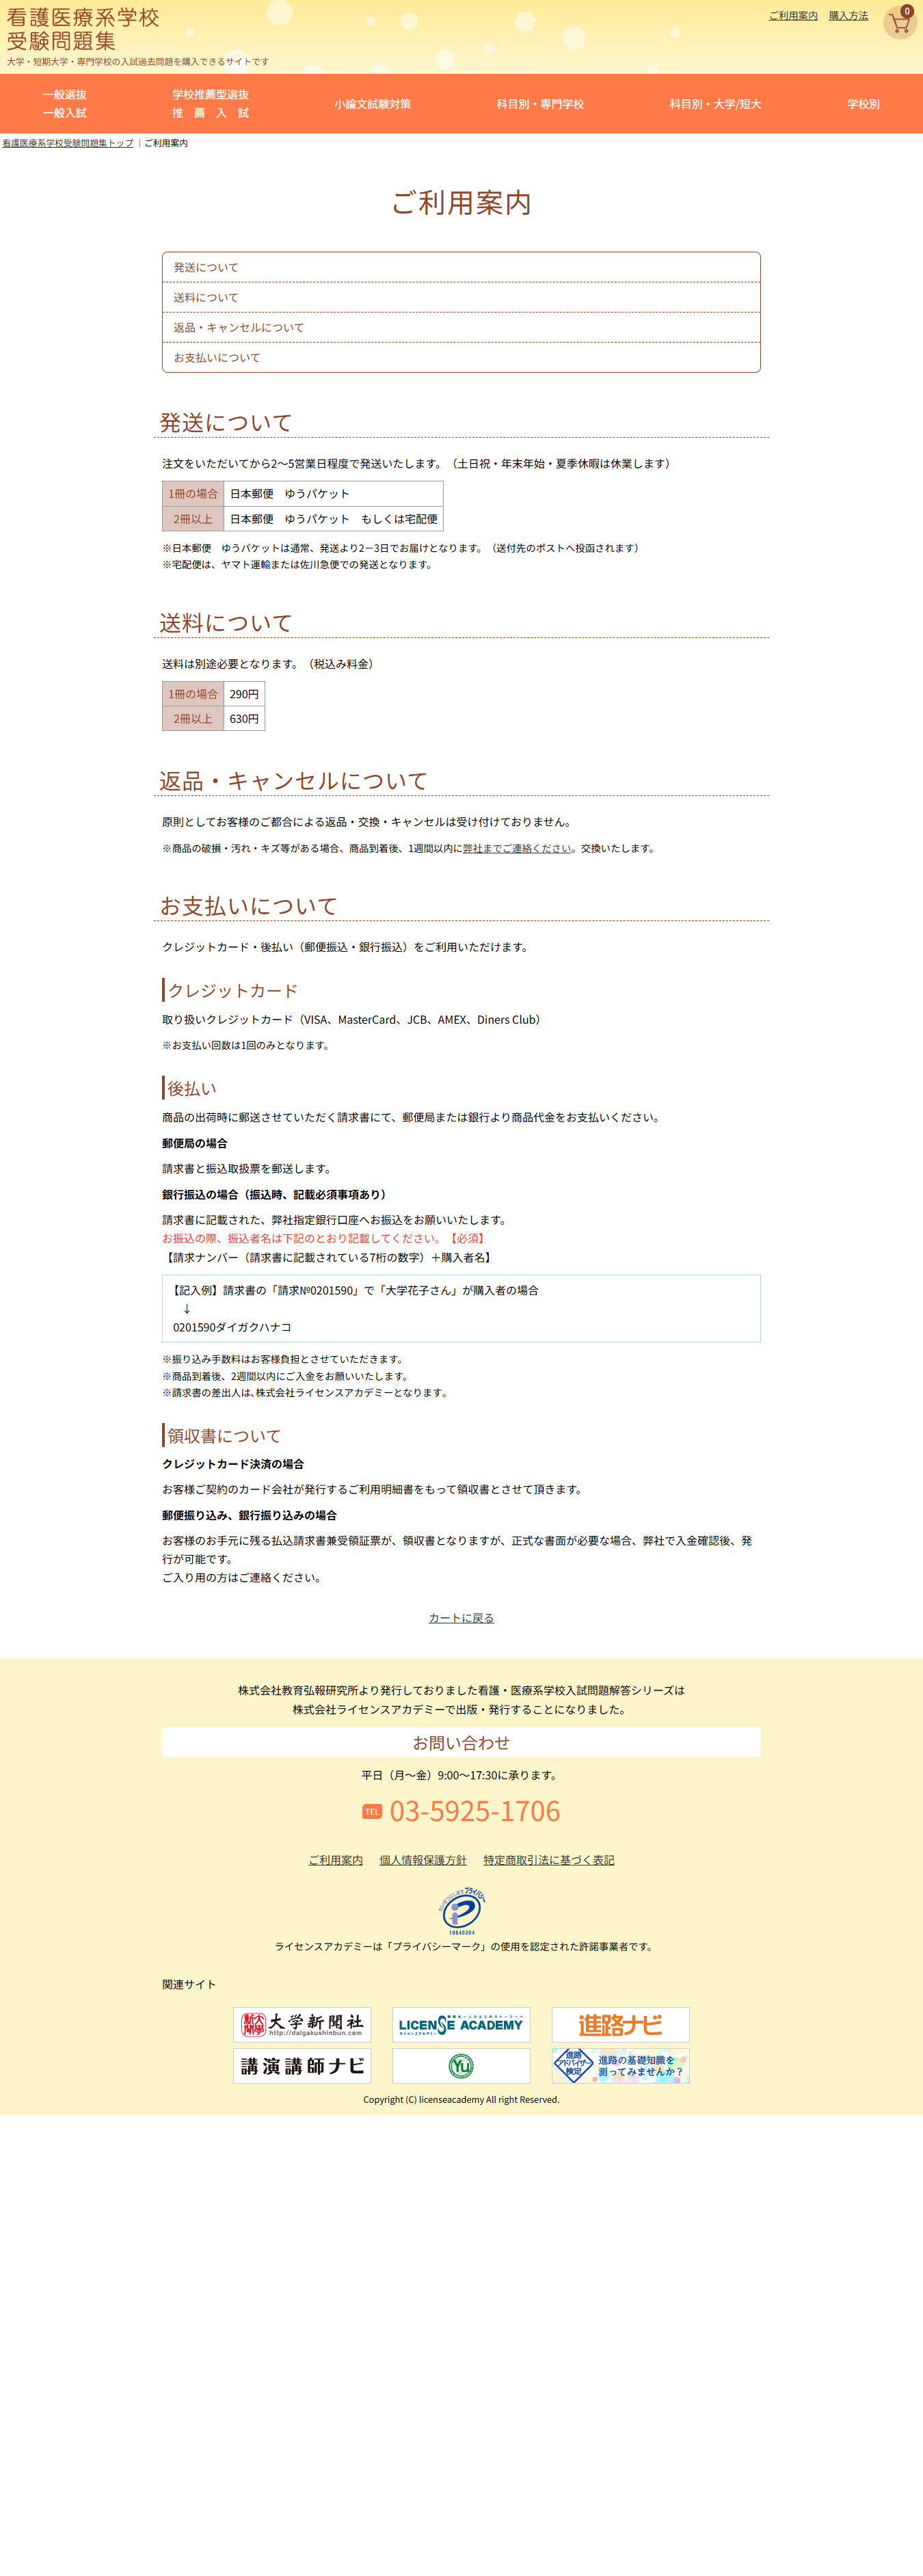 看護医療系学校
受験問題集
大学・短期大学・専門学校の入試過去問題を購入できるサイトです
ご利用案内 購入方法
0
一般選抜
一般入試
学校推薦型選抜
推 薦 入 試
小論文試験対策
科目別・専門学校
科目別・大学/短大
学校別
看護医療系学校受験問題集トップ | ご利用案内
ご利用案内
発送について
送料について
返品・キャンセルについて
お支払いについて
発送について
注文をいただいてから2～5営業日程度で発送いたします。（土日祝・年末年始・夏季休暇は休業します）
1冊の場合 日本郵便 ゆうパケット
2冊以上 日本郵便 ゆうパケット もしくは宅配便
※日本郵便 ゆうパケットは通常、発送より2－3日でお届けとなります。（送付先のポストへ投函されます）
※宅配便は、ヤマト運輸または佐川急便での発送となります。
送料について
送料は別途必要となります。（税込み料金）
1冊の場合 290円
2冊以上 630円
返品・キャンセルについて
原則としてお客様のご都合による返品・交換・キャンセルは受け付けておりません。
※商品の破損・汚れ・キズ等がある場合、商品到着後、1週間以内に弊社までご連絡ください。交換いたします。
お支払いについて
クレジットカード・後払い（郵便振込・銀行振込）をご利用いただけます。
クレジットカード
取り扱いクレジットカード（VISA、MasterCard、JCB、AMEX、Diners Club）
※お支払い回数は1回のみとなります。
後払い
商品の出荷時に郵送させていただく請求書にて、郵便局または銀行より商品代金をお支払いください。
郵便局の場合
請求書と振込取扱票を郵送します。
銀行振込の場合（振込時、記載必須事項あり）
請求書に記載された、弊社指定銀行口座へお振込をお願いいたします。
お振込の際、振込者名は下記のとおり記載してください。【必須】
【請求ナンバー（請求書に記載されている7桁の数字）＋購入者名】
【記入例】請求書の「請求№0201590」で「大学花子さん」が購入者の場合
↓
0201590ダイガクハナコ
※振り込み手数料はお客様負担とさせていただきます。
※商品到着後、2週間以内にご入金をお願いいたします。
※請求書の差出人は、株式会社ライセンスアカデミーとなります。
領収書について
クレジットカード決済の場合
お客様ご契約のカード会社が発行するご利用明細書をもって領収書とさせて頂きます。
郵便振り込み、銀行振り込みの場合
お客様のお手元に残る払込請求書兼受領証票が、領収書となりますが、正式な書面が必要な場合、弊社で入金確認後、発
行が可能です。
ご入り用の方はご連絡ください。
カートに戻る
株式会社教育弘報研究所より発行しておりました看護・医療系学校入試問題解答シリーズは
株式会社ライセンスアカデミーで出版・発行することになりました。
お問い合わせ
平日（月～金）9:00～17:30に承ります。
TEL 03-5925-1706
ご利用案内 個人情報保護方針 特定商取引法に基づく表記
10840204
ライセンスアカデミーは「プライバシーマーク」の使用を認定された許諾事業者です。
関連サイト
大学新聞社
http://daigakushinbun.com
LICENSE ACADEMY
進路ナビ
講演講師ナビ
Yu
進路
アドバイザー
検定
進路の基礎知識を
測ってみませんか？
Copyright (C) licenseacademy All right Reserved.